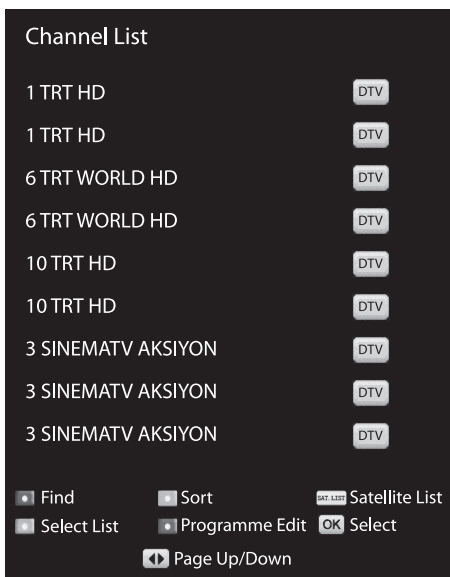 Channel List
1 TRT HD DTV
1 TRT HD DTV
6 TRT WORLD HD DTV
6 TRT WORLD HD DTV
10 TRT HD DTV
10 TRT HD DTV
3 SINEMATV AKSIYON DTV
3 SINEMATV AKSIYON DTV
3 SINEMATV AKSIYON DTV
Find Sort SAT. LIST Satellite List
Select List Programme Edit OK Select
Page Up/Down